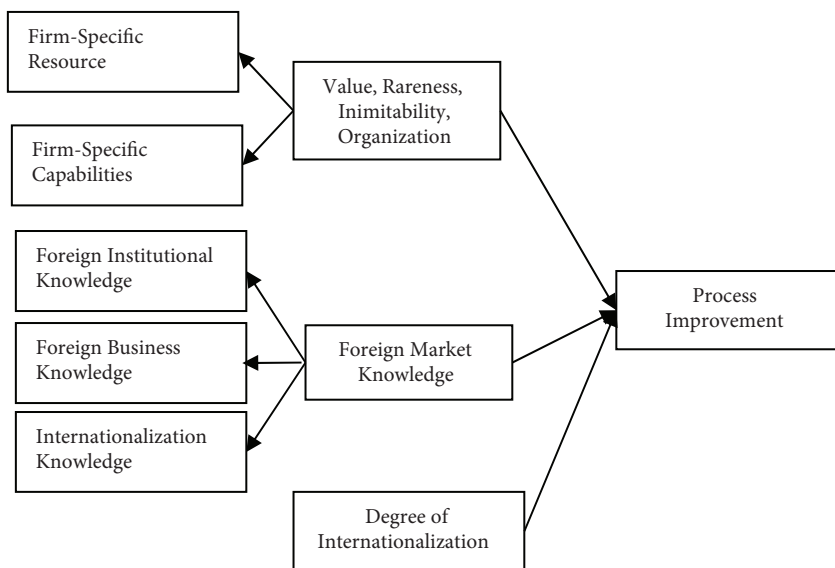 Firm-Specific
Resource
Value, Rareness,
Inimitability,
Organization
Firm-Specific
Capabilities
Foreign Institutional
Knowledge
Process
Improvement
Foreign Business
Knowledge
Foreign Market
Knowledge
Internationalization
Knowledge
Degree of
Internationalization